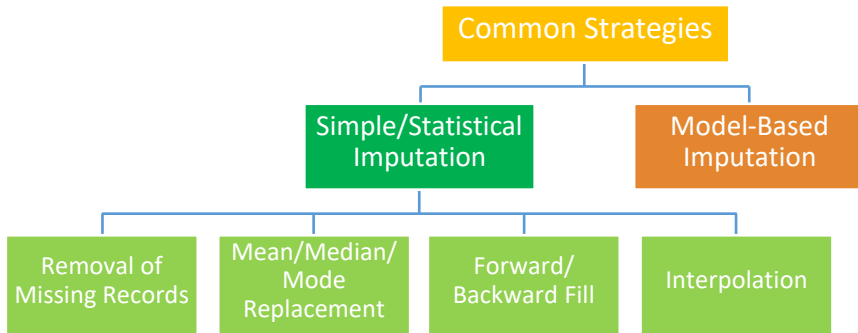 Common Strategies
Simple/Statistical
Imputation
Model-Based
Imputation
Removal of
Missing Records
Mean/Median/
Mode
Replacement
Forward/
Backward Fill
Interpolation